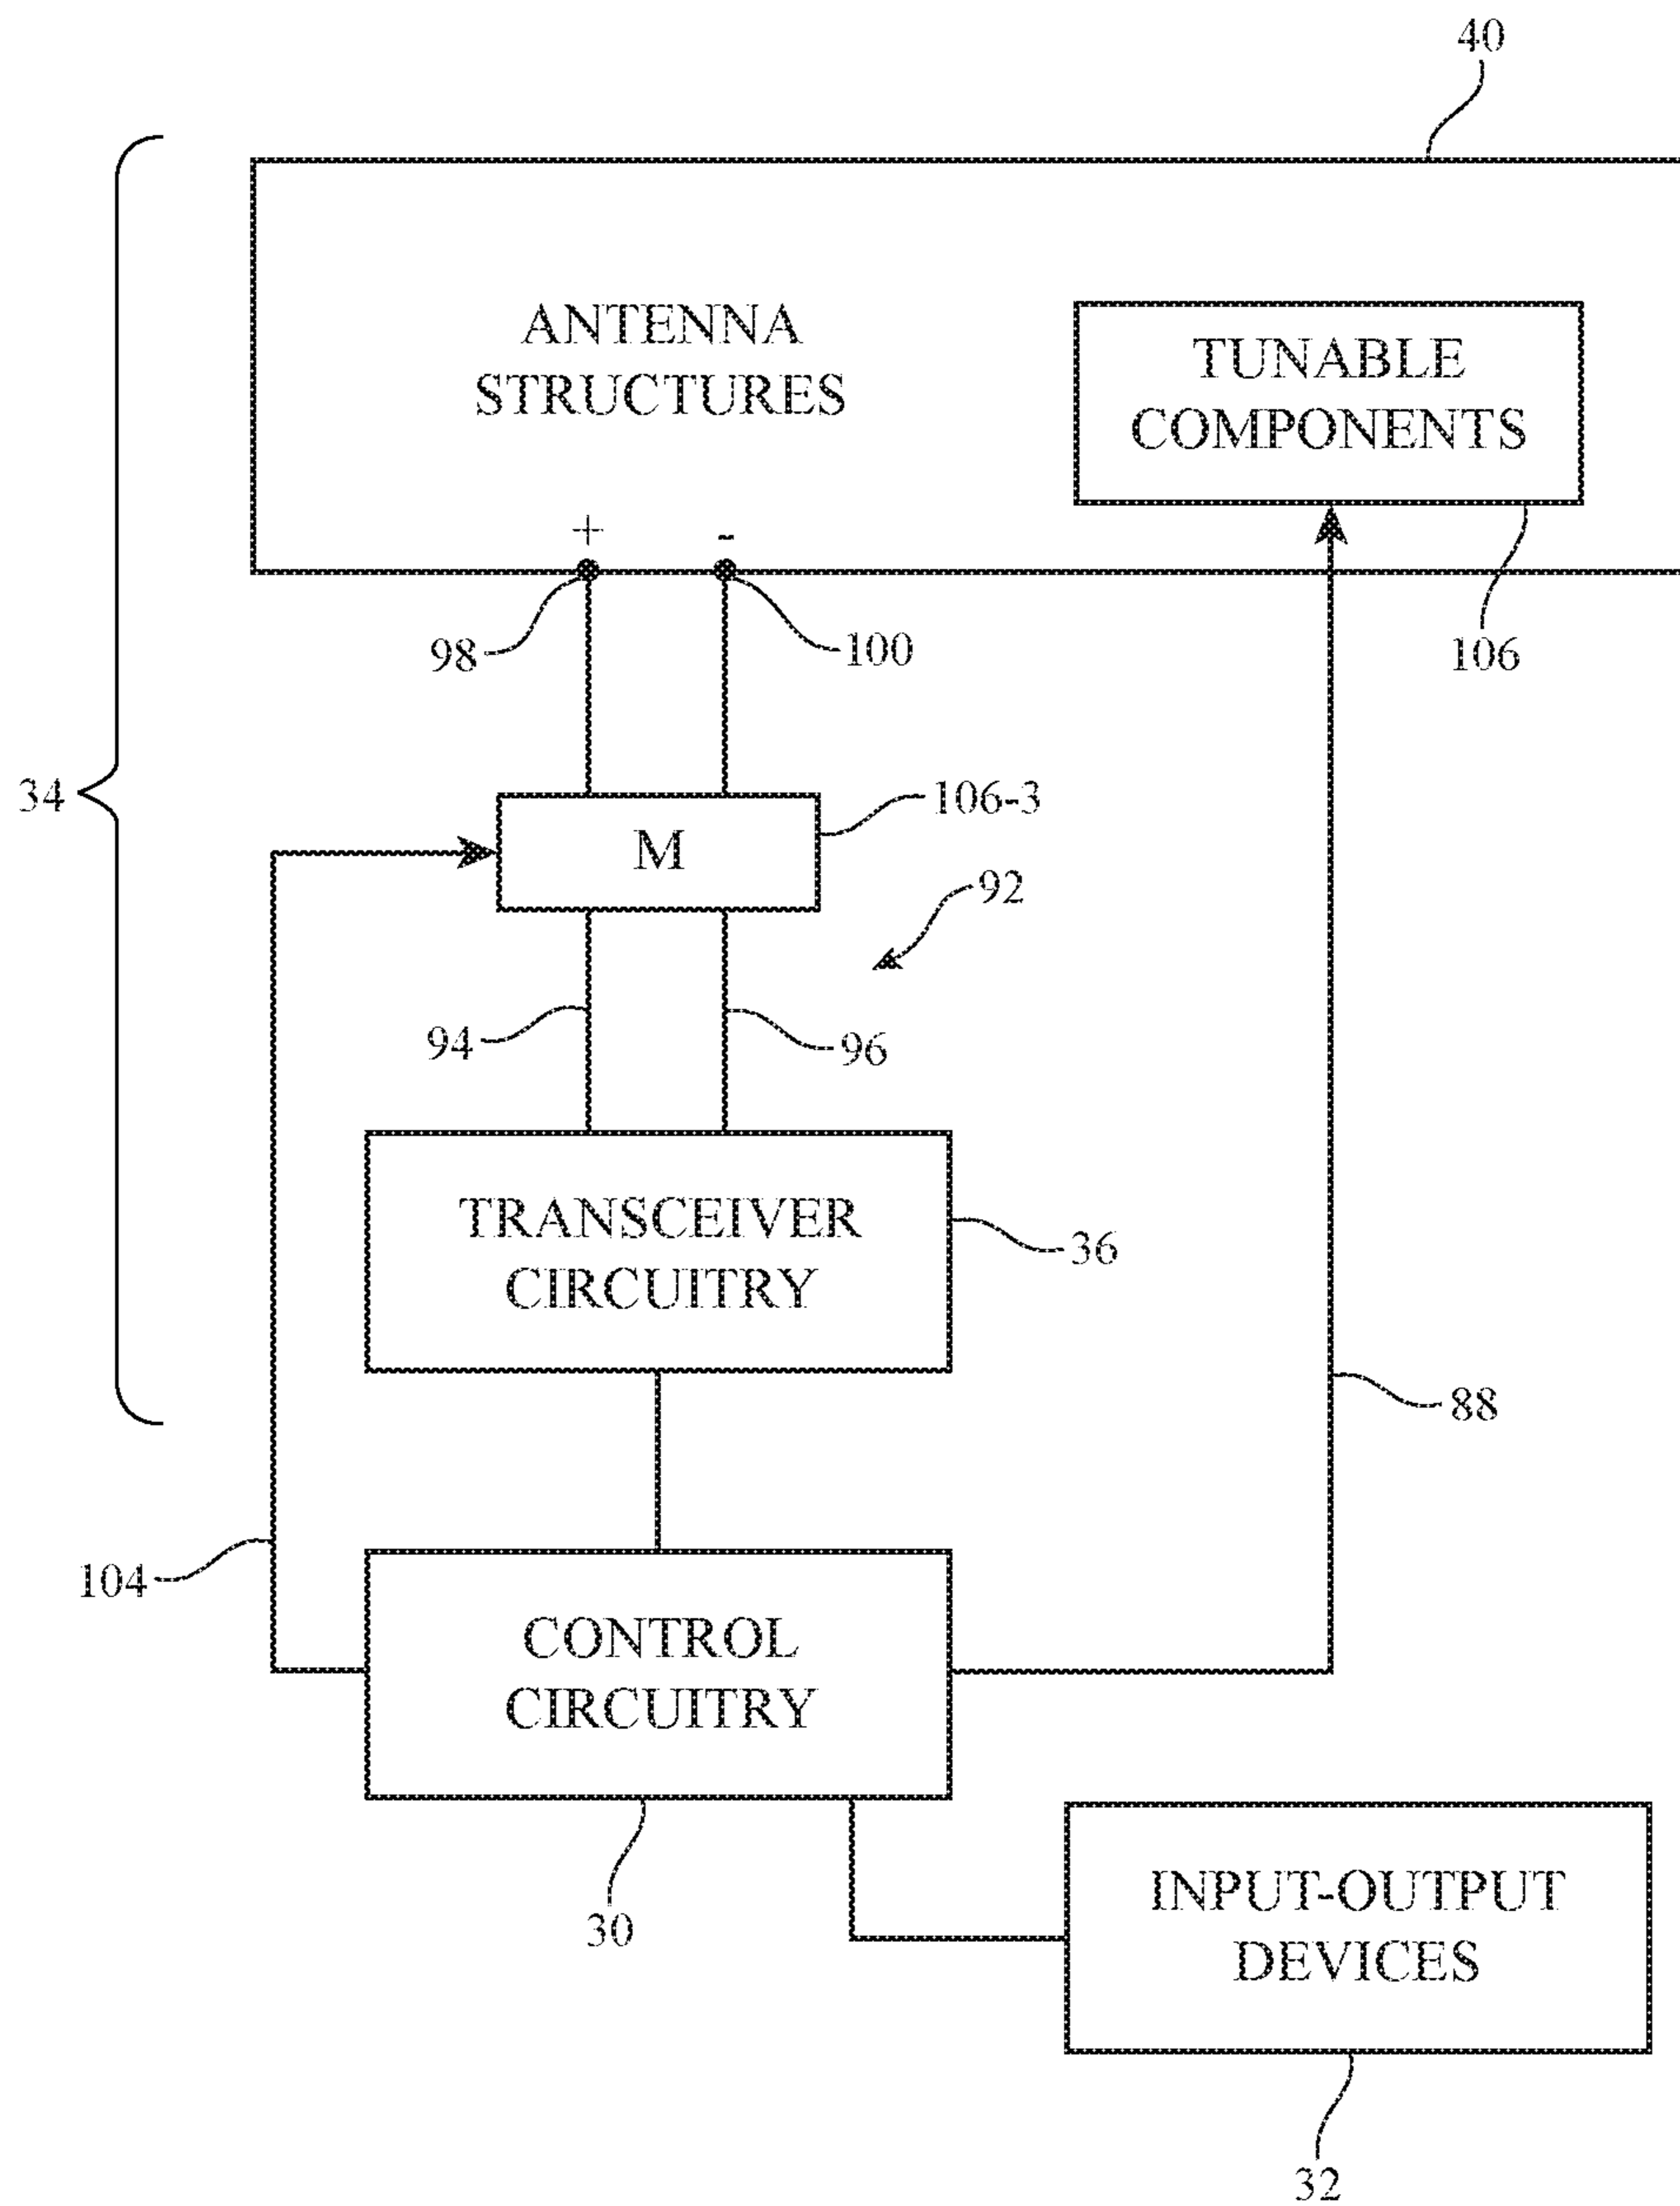 40
ANTENNA
STRUCTURES
TUNABLE
COMPONENTS
+
-
98
100
106
34
106-3
M
92
94
96
TRANSCEIVER
CIRCUITRY
36
88
104
CONTROL
CIRCUITRY
30
INPUT-OUTPUT
DEVICES
32